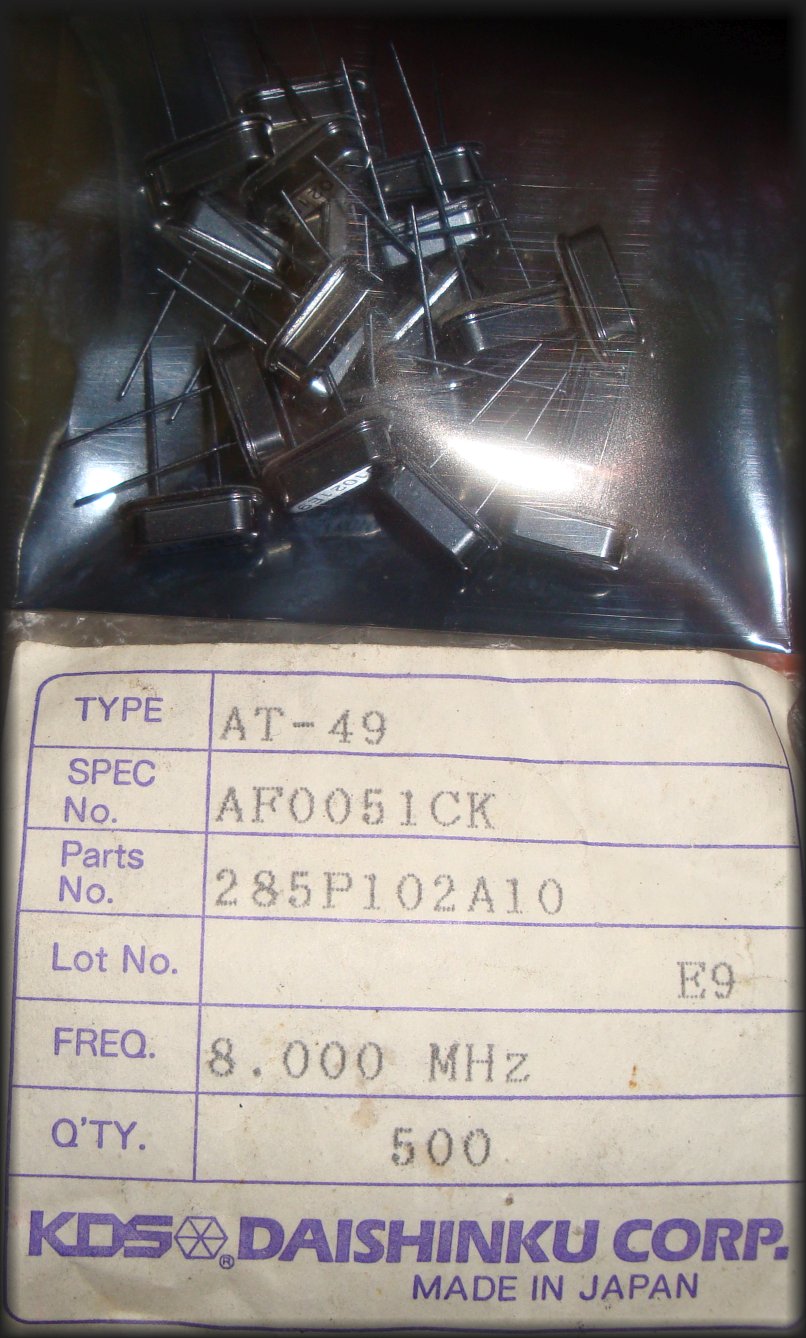 1021E9
TYPE AT-49
SPEC No. AF0051CK
Parts No. 285P102A10
Lot No. E9
FREQ. 8.000 MHz
Q'TY. 500
KDS® DAISHINKU CORP.
MADE IN JAPAN